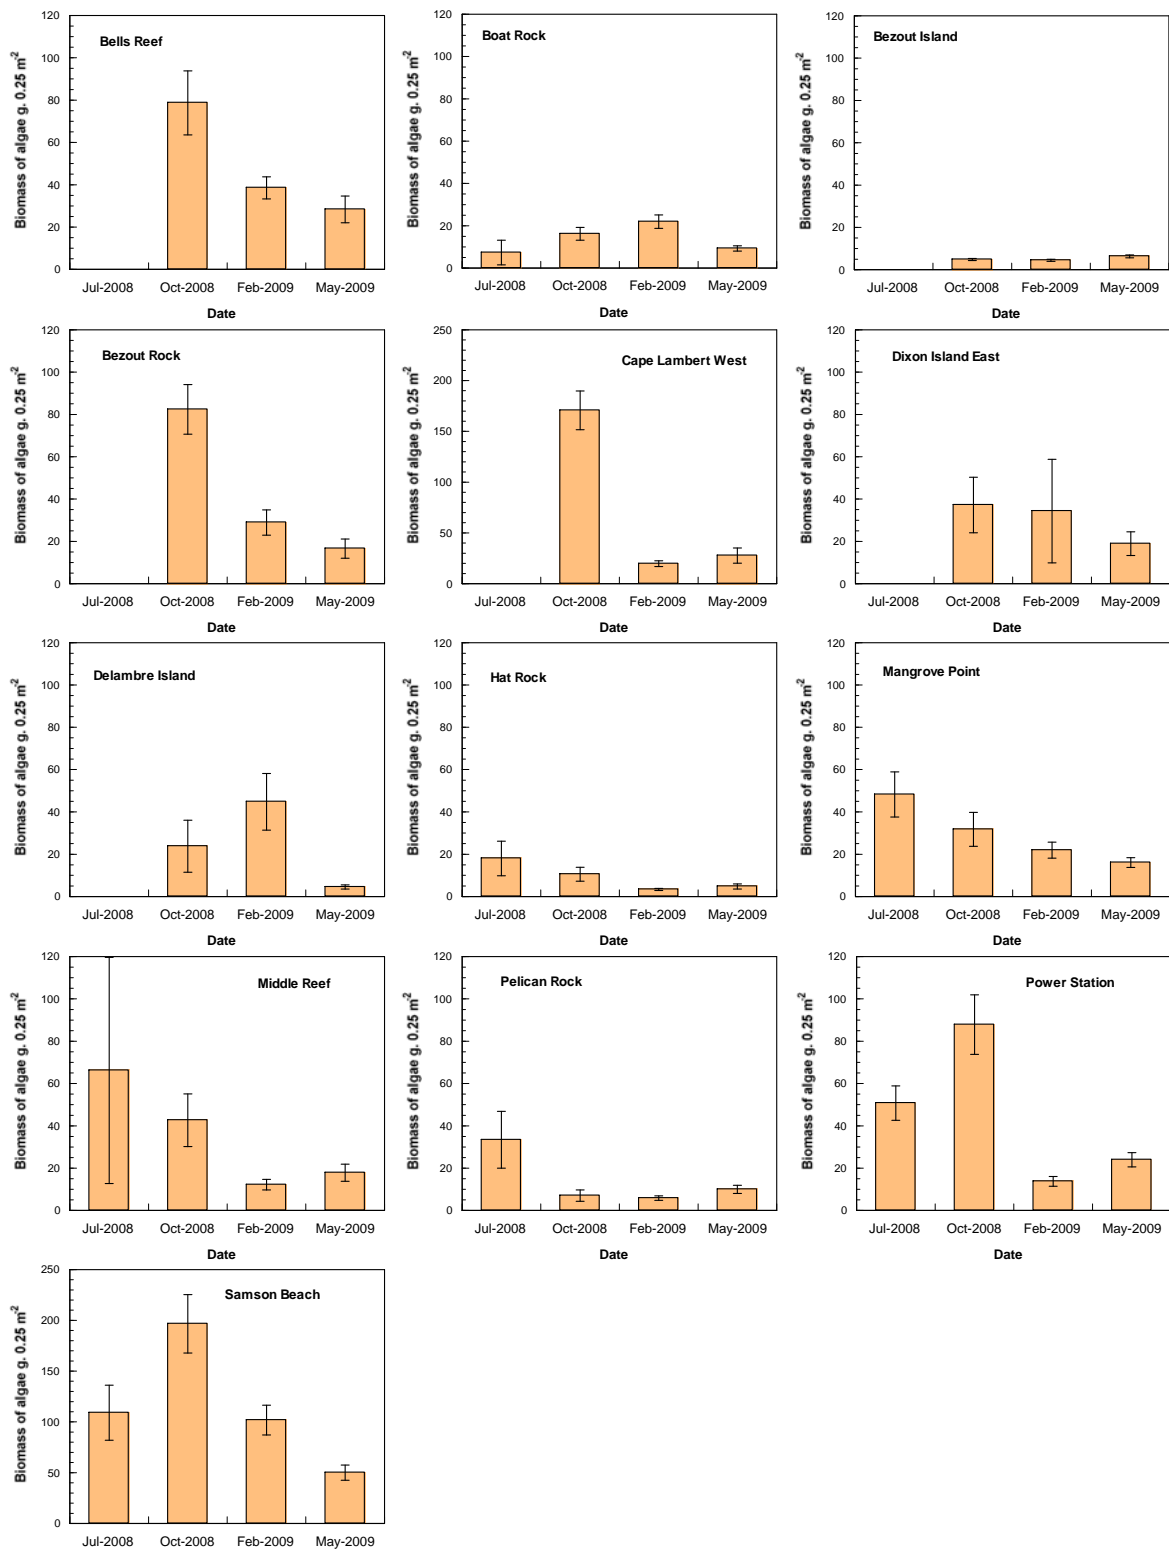 Bells Reef
Biomass of algae g. 0.25 m-2
120
100
80
60
40
20
0
Jul-2008 Oct-2008 Feb-2009 May-2009
Date
Boat Rock
Biomass of algae g. 0.25 m-2
120
100
80
60
40
20
0
Jul-2008 Oct-2008 Feb-2009 May-2009
Date
Bezout Island
Biomass of algae g. 0.25 m-2
120
100
80
60
40
20
0
Jul-2008 Oct-2008 Feb-2009 May-2009
Date
Bezout Rock
Biomass of algae g. 0.25 m-2
120
100
80
60
40
20
0
Jul-2008 Oct-2008 Feb-2009 May-2009
Date
Cape Lambert West
Biomass of algae g. 0.25 m-2
250
200
150
100
50
0
Jul-2008 Oct-2008 Feb-2009 May-2009
Date
Dixon Island East
Biomass of algae g. 0.25 m-2
120
100
80
60
40
20
0
Jul-2008 Oct-2008 Feb-2009 May-2009
Date
Delambre Island
Biomass of algae g. 0.25 m-2
120
100
80
60
40
20
0
Jul-2008 Oct-2008 Feb-2009 May-2009
Date
Hat Rock
Biomass of algae g. 0.25 m-2
120
100
80
60
40
20
0
Jul-2008 Oct-2008 Feb-2009 May-2009
Date
Mangrove Point
Biomass of algae g. 0.25 m-2
120
100
80
60
40
20
0
Jul-2008 Oct-2008 Feb-2009 May-2009
Date
Middle Reef
Biomass of algae g. 0.25 m-2
120
100
80
60
40
20
0
Jul-2008 Oct-2008 Feb-2009 May-2009
Date
Pelican Rock
Biomass of algae g. 0.25 m-2
120
100
80
60
40
20
0
Jul-2008 Oct-2008 Feb-2009 May-2009
Date
Power Station
Biomass of algae g. 0.25 m-2
120
100
80
60
40
20
0
Jul-2008 Oct-2008 Feb-2009 May-2009
Date
Samson Beach
Biomass of algae g. 0.25 m-2
250
200
150
100
50
0
Jul-2008 Oct-2008 Feb-2009 May-2009